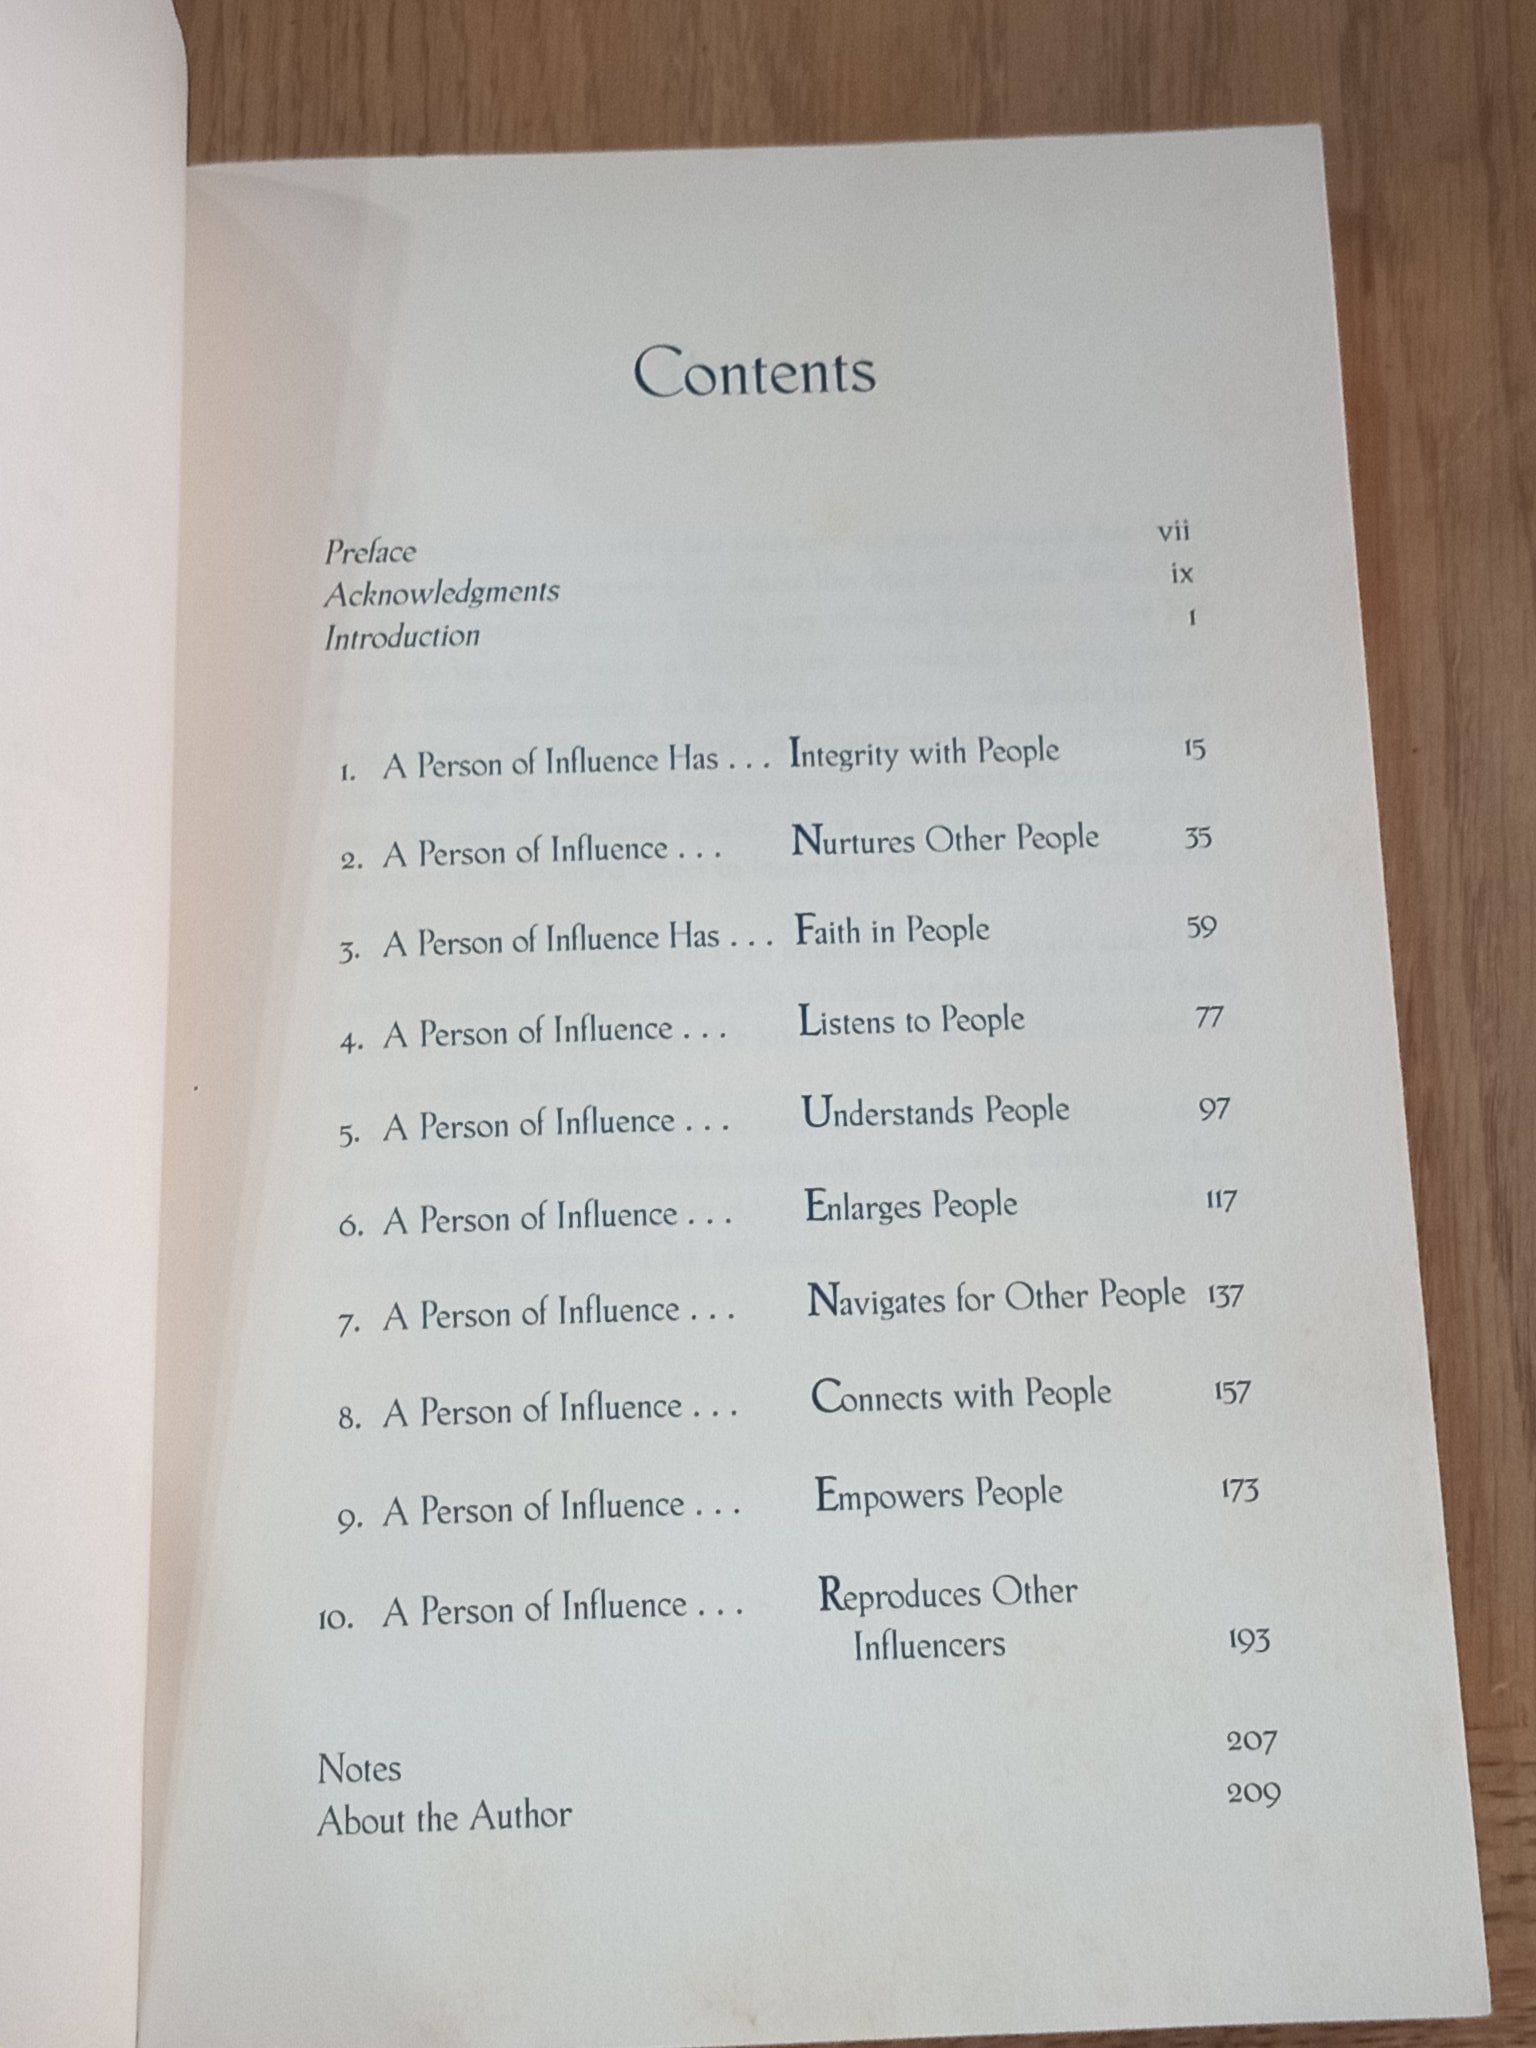 Contents
Preface vii
Acknowledgments ix
Introduction 1
1. A Person of Influence Has . . . Integrity with People 15
2. A Person of Influence . . . Nurtures Other People 35
3. A Person of Influence Has . . . Faith in People 59
4. A Person of Influence . . . Listens to People 77
5. A Person of Influence . . . Understands People 97
6. A Person of Influence . . . Enlarges People 117
7. A Person of Influence . . . Navigates for Other People 137
8. A Person of Influence . . . Connects with People 157
9. A Person of Influence . . . Empowers People 173
10. A Person of Influence . . . Reproduces Other
Influencers 193
Notes 207
About the Author 209